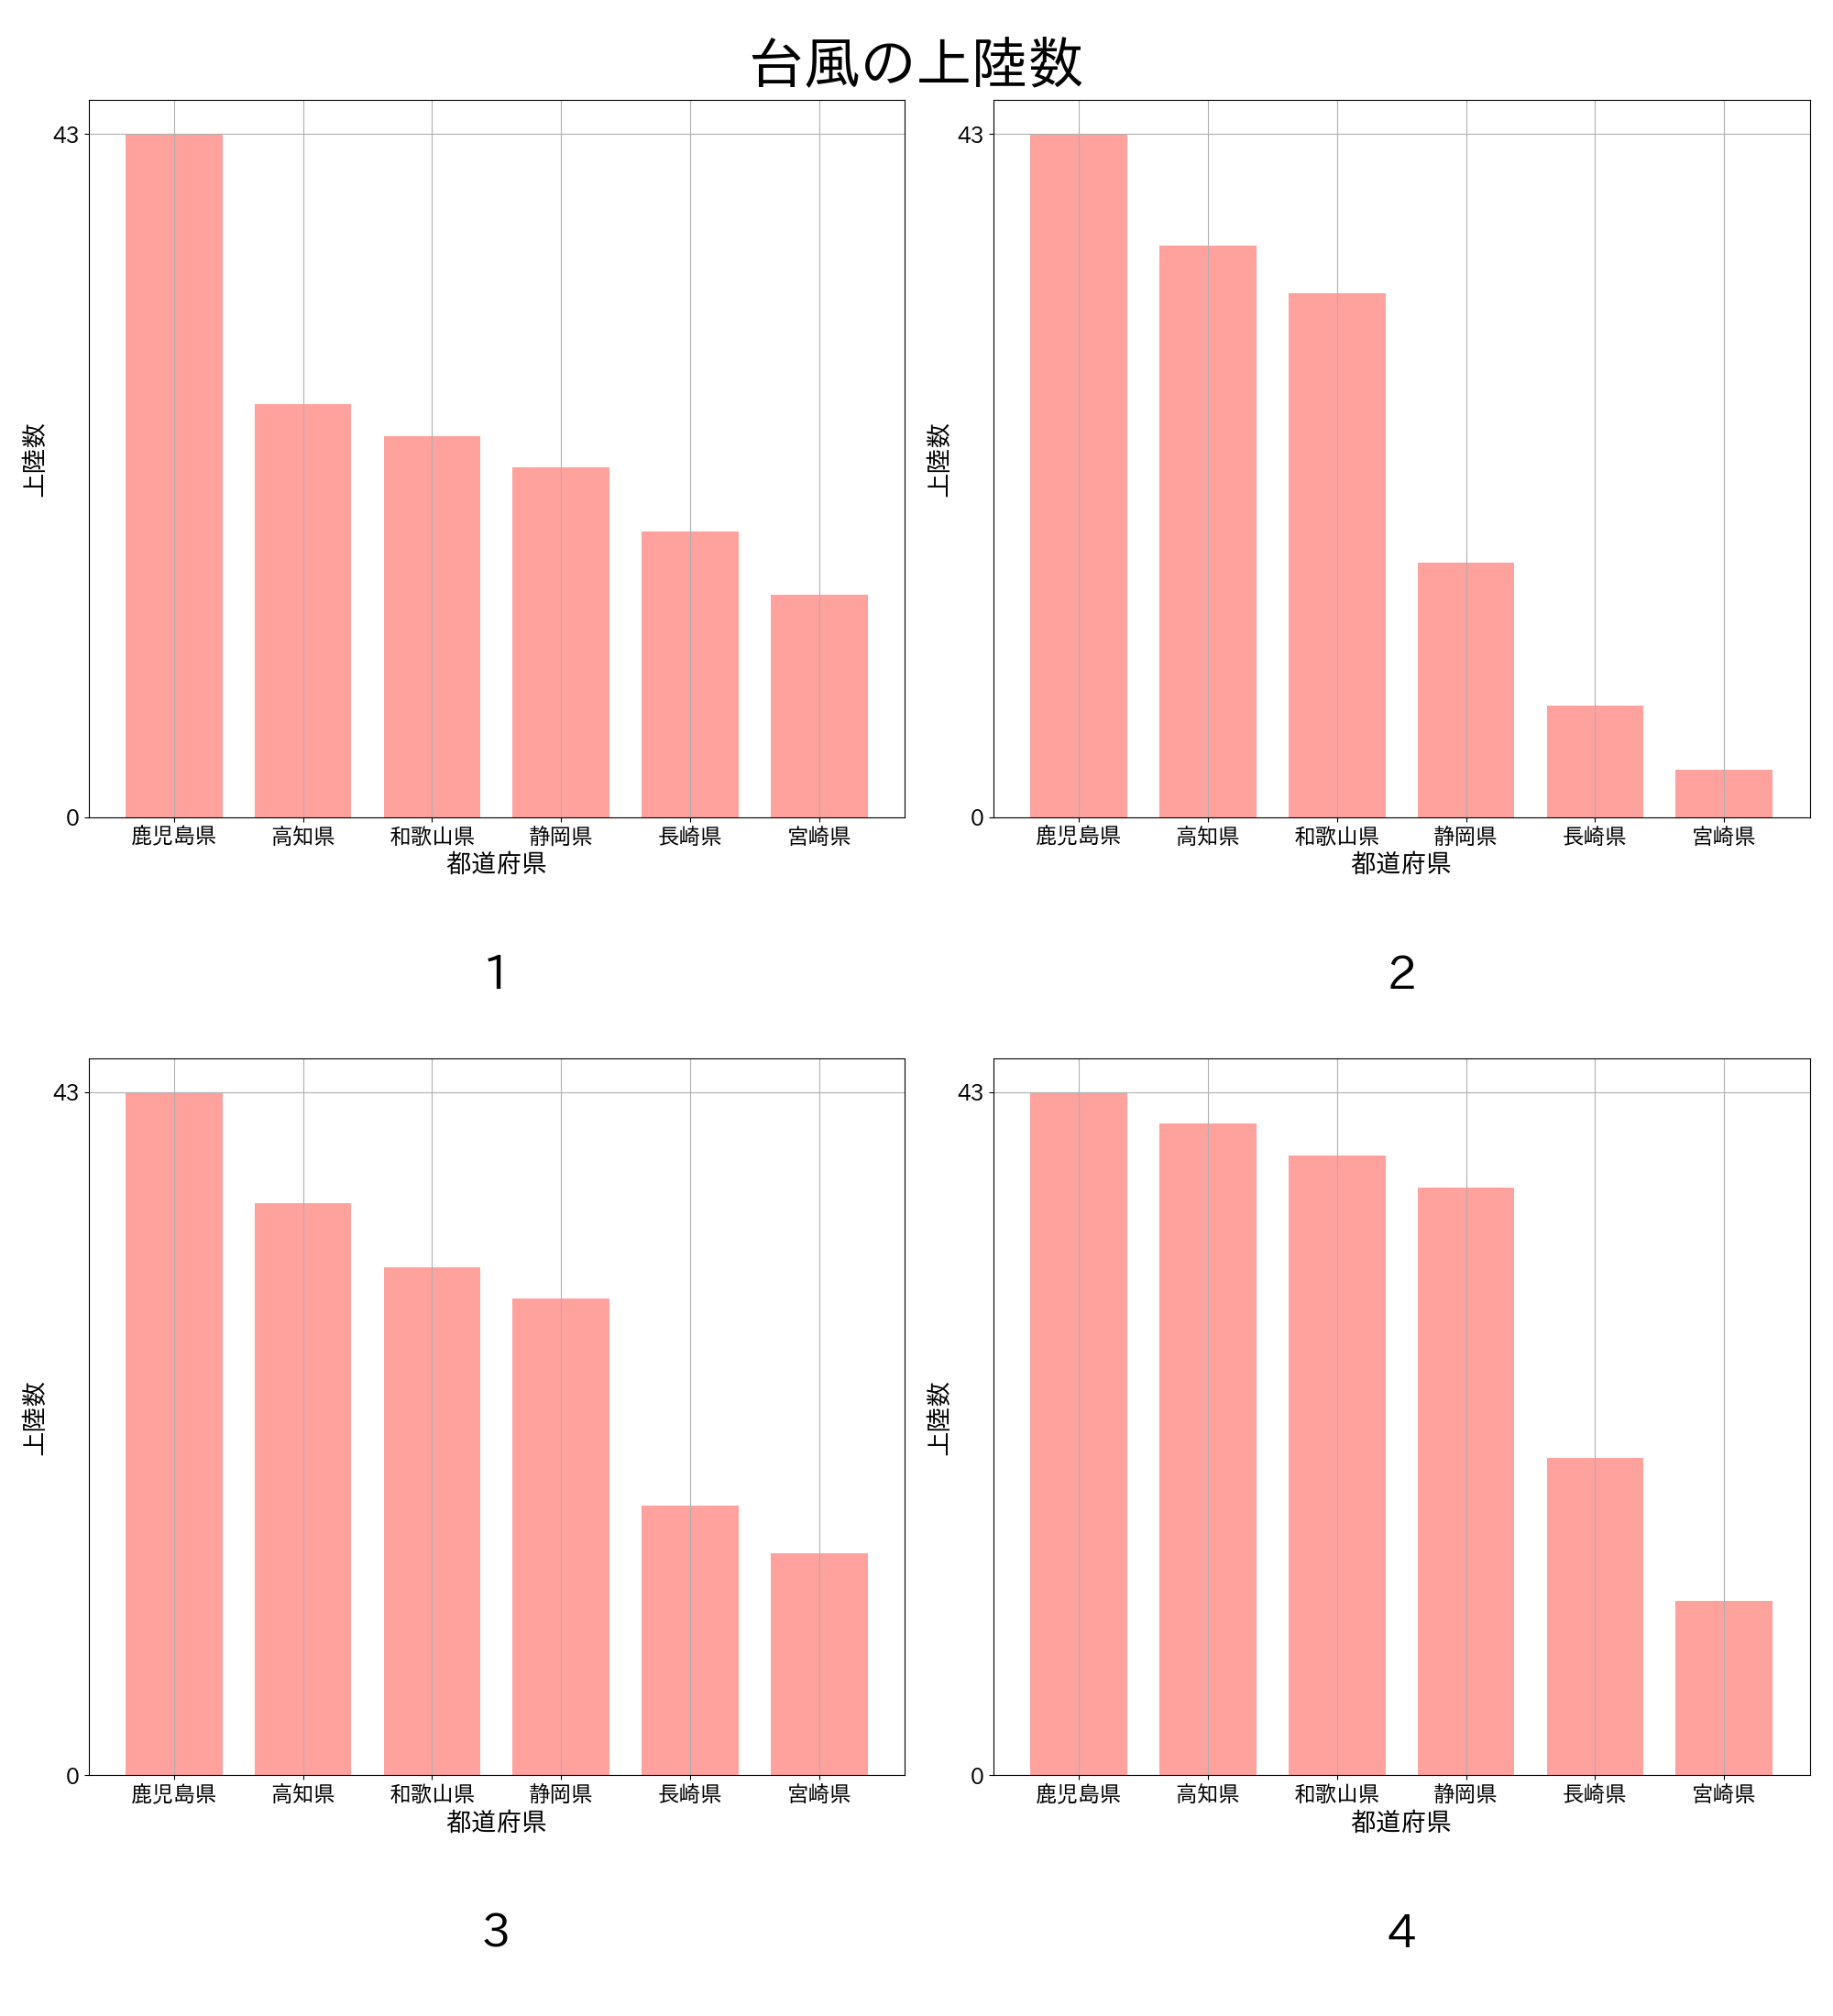 台風の上陸数
43
0
上陸数
鹿児島県 高知県 和歌山県 静岡県 長崎県 宮崎県
都道府県
1
43
0
上陸数
鹿児島県 高知県 和歌山県 静岡県 長崎県 宮崎県
都道府県
2
43
0
上陸数
鹿児島県 高知県 和歌山県 静岡県 長崎県 宮崎県
都道府県
3
43
0
上陸数
鹿児島県 高知県 和歌山県 静岡県 長崎県 宮崎県
都道府県
4